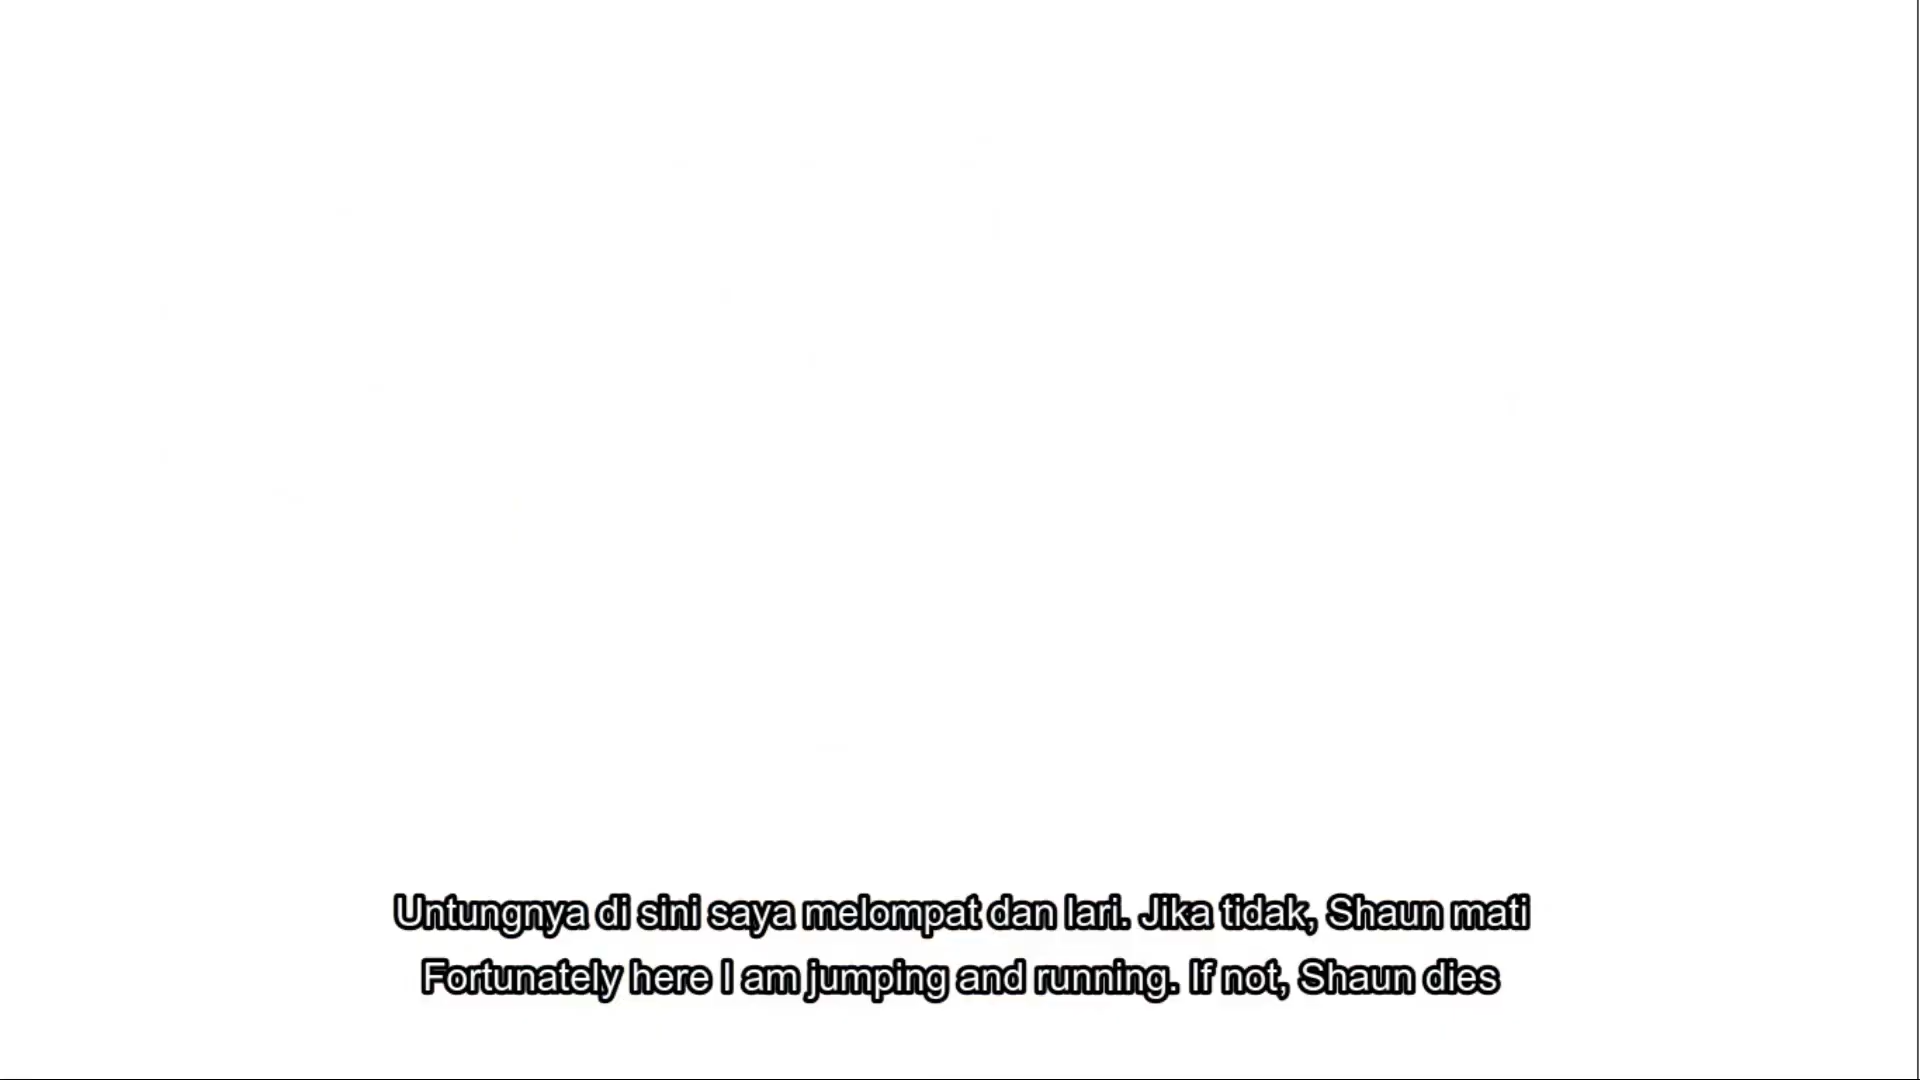 Untungnya di sini saya melompat dan lari. Jika tidak, Shaun mati
Fortunately here I am jumping and running. If not, Shaun dies